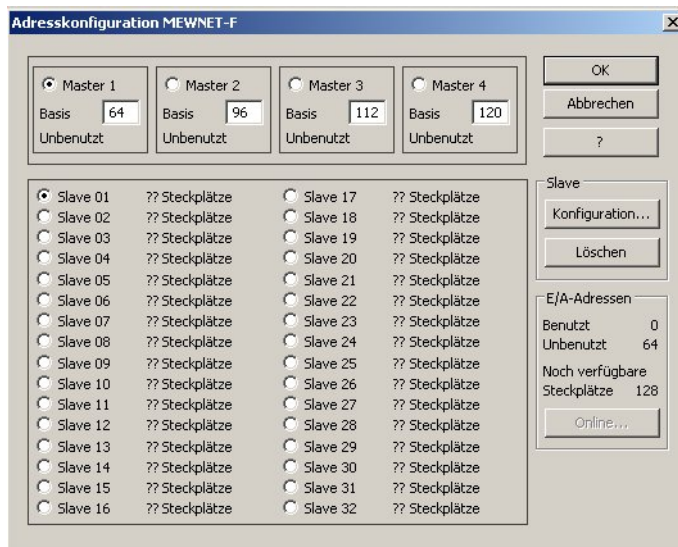 Adresskonfiguration MEWNET-F
Master 1 Master 2 Master 3 Master 4
Basis 64 Basis 96 Basis 112 Basis 120
Unbenutzt Unbenutzt Unbenutzt Unbenutzt
OK
Abbrechen
?
Slave 01 ?? Steckplätze Slave 17 ?? Steckplätze
Slave 02 ?? Steckplätze Slave 18 ?? Steckplätze
Slave 03 ?? Steckplätze Slave 19 ?? Steckplätze
Slave 04 ?? Steckplätze Slave 20 ?? Steckplätze
Slave 05 ?? Steckplätze Slave 21 ?? Steckplätze
Slave 06 ?? Steckplätze Slave 22 ?? Steckplätze
Slave 07 ?? Steckplätze Slave 23 ?? Steckplätze
Slave 08 ?? Steckplätze Slave 24 ?? Steckplätze
Slave 09 ?? Steckplätze Slave 25 ?? Steckplätze
Slave 10 ?? Steckplätze Slave 26 ?? Steckplätze
Slave 11 ?? Steckplätze Slave 27 ?? Steckplätze
Slave 12 ?? Steckplätze Slave 28 ?? Steckplätze
Slave 13 ?? Steckplätze Slave 29 ?? Steckplätze
Slave 14 ?? Steckplätze Slave 30 ?? Steckplätze
Slave 15 ?? Steckplätze Slave 31 ?? Steckplätze
Slave 16 ?? Steckplätze Slave 32 ?? Steckplätze
Slave
Konfiguration...
Löschen
E/A-Adressen
Benutzt 0
Unbenutzt 64
Noch verfügbare
Steckplätze 128
Online...